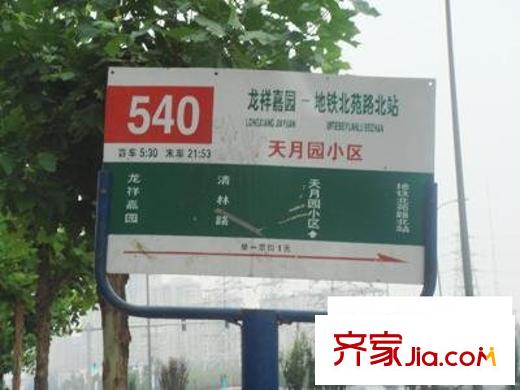 540
龙祥嘉园－地铁北苑路北站
LONGXIANG JIAYUAN
天月园小区
首车 5:30 末车 21:53
龙祥嘉园
清林路
天月园小区
地铁北苑路北站
单一票价1元
齐家Jia.com